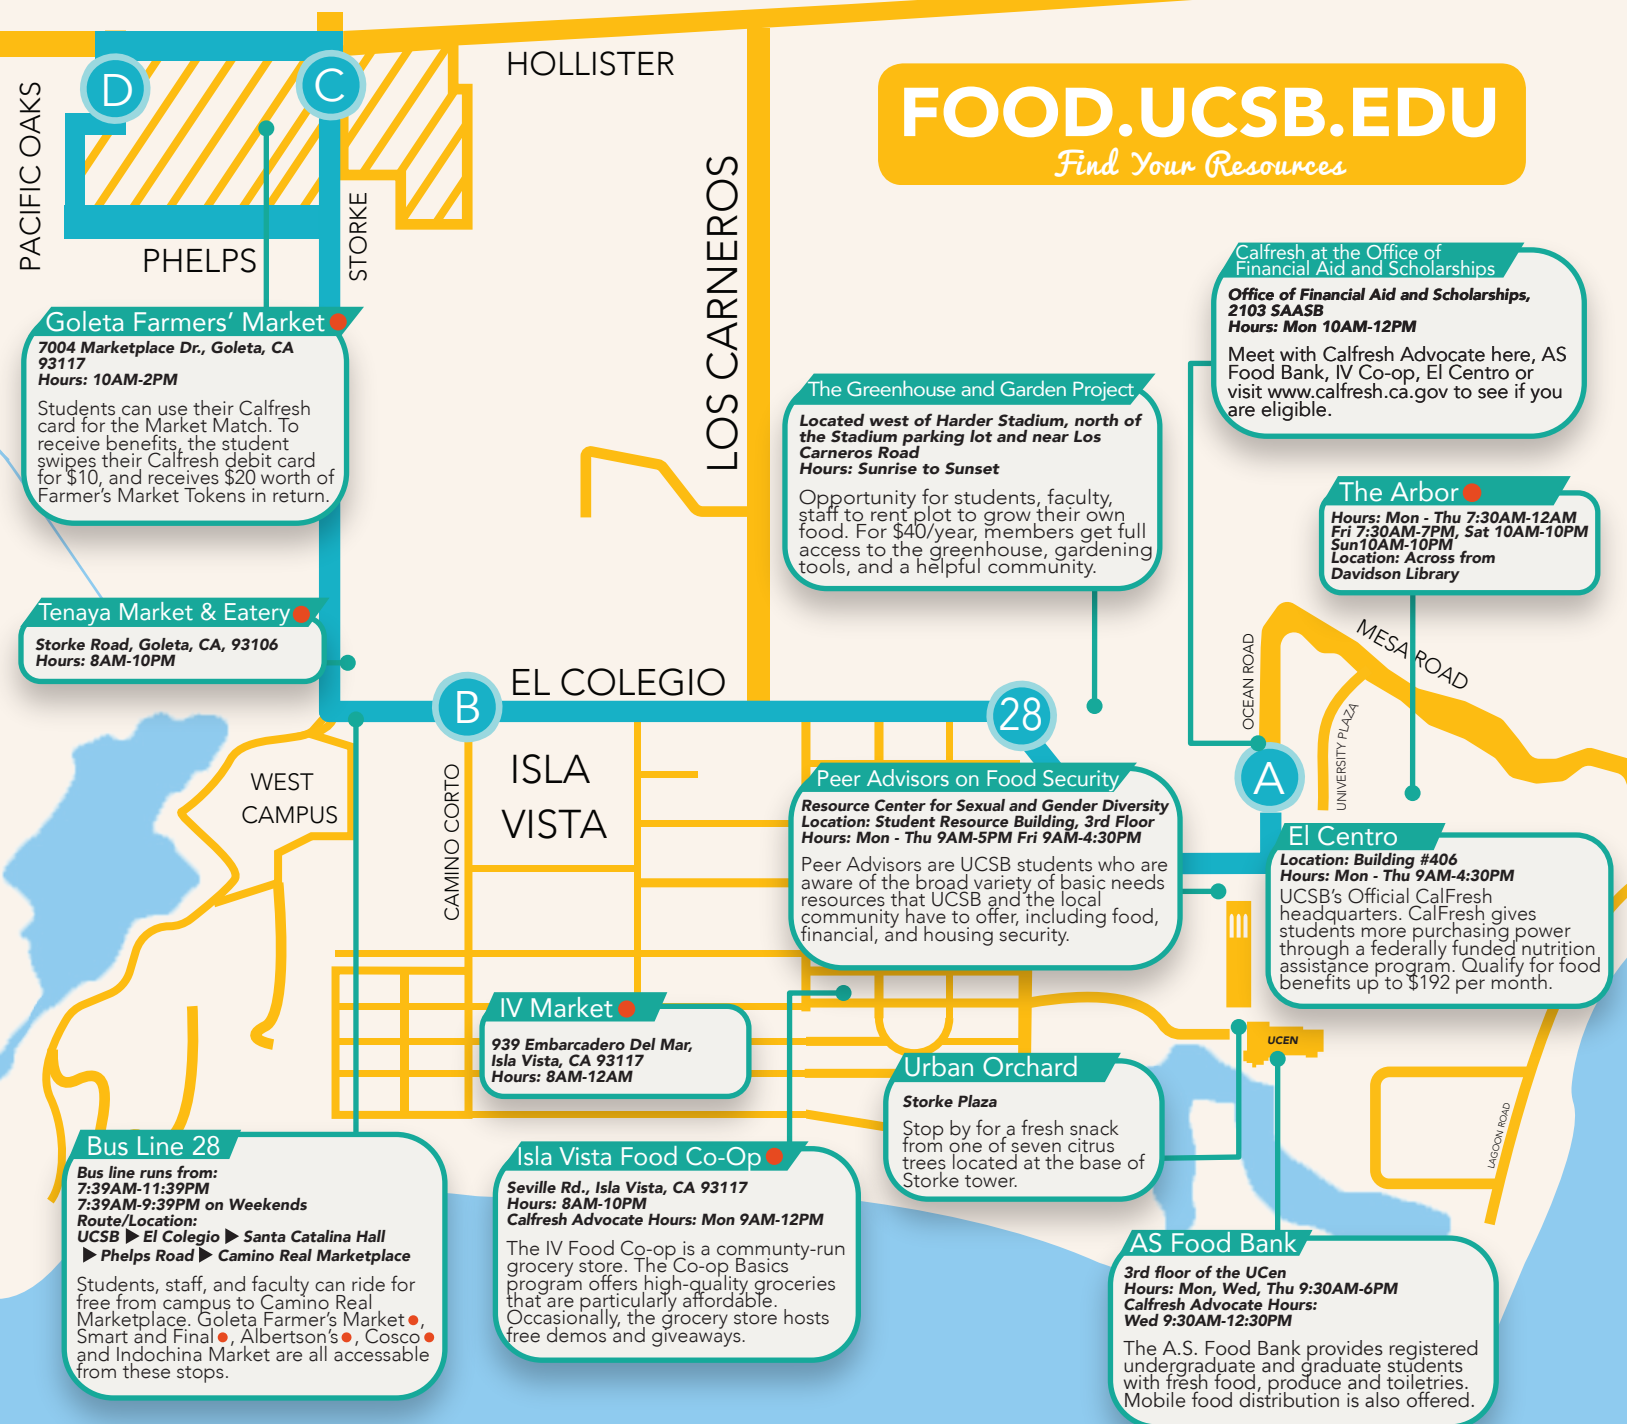 FOOD.UCSB.EDU
Find Your Resources
HOLLISTER
PACIFIC OAKS
D
C
STORKE
PHELPS
LOS CARNEROS
Goleta Farmers' Market
7004 Marketplace Dr., Goleta, CA
93117
Hours: 10AM-2PM
Students can use their Calfresh
card for the Market Match. To
receive benefits, the student
swipes their Calfresh debit card
for $10, and receives $20 worth of
Farmer's Market Tokens in return.
Calfresh at the Office of
Financial Aid and Scholarships
Office of Financial Aid and Scholarships,
2103 SAASB
Hours: Mon 10AM-12PM
Meet with Calfresh Advocate here, AS
Food Bank, IV Co-op, El Centro or
visit www.calfresh.ca.gov to see if you
are eligible.
The Greenhouse and Garden Project
Located west of Harder Stadium, north of
the Stadium parking lot and near Los
Carneros Road
Hours: Sunrise to Sunset
Opportunity for students, faculty,
staff to rent plot to grow their own
food. For $40/year, members get full
access to the greenhouse, gardening
tools, and a helpful community.
The Arbor
Hours: Mon - Thu 7:30AM-12AM
Fri 7:30AM-7PM, Sat 10AM-10PM
Sun10AM-10PM
Location: Across from
Davidson Library
Tenaya Market & Eatery
Storke Road, Goleta, CA, 93106
Hours: 8AM-10PM
B
EL COLEGIO
28
OCEAN ROAD
MESA ROAD
UNIVERSITY PLAZA
A
WEST
CAMPUS
CAMINO CORTO
ISLA
VISTA
Peer Advisors on Food Security
Resource Center for Sexual and Gender Diversity
Location: Student Resource Building, 3rd Floor
Hours: Mon - Thu 9AM-5PM Fri 9AM-4:30PM
Peer Advisors are UCSB students who are
aware of the broad variety of basic needs
resources that UCSB and the local
community have to offer, including food,
financial, and housing security.
El Centro
Location: Building #406
Hours: Mon - Thu 9AM-4:30PM
UCSB's Official CalFresh
headquarters. CalFresh gives
students more purchasing power
through a federally funded nutrition
assistance program. Qualify for food
benefits up to $192 per month.
IV Market
939 Embarcadero Del Mar,
Isla Vista, CA 93117
Hours: 8AM-12AM
UCEN
Urban Orchard
Storke Plaza
Stop by for a fresh snack
from one of seven citrus
trees located at the base of
Storke tower.
LAGOON ROAD
Bus Line 28
Bus line runs from:
7:39AM-11:39PM
7:39AM-9:39PM on Weekends
Route/Location:
UCSB ▶ El Colegio ▶ Santa Catalina Hall
▶ Phelps Road ▶ Camino Real Marketplace
Students, staff, and faculty can ride for
free from campus to Camino Real
Marketplace. Goleta Farmer's Market ●,
Smart and Final ●, Albertson's ●, Cosco ●
and Indochina Market are all accessable
from these stops.
Isla Vista Food Co-Op
Seville Rd., Isla Vista, CA 93117
Hours: 8AM-10PM
Calfresh Advocate Hours: Mon 9AM-12PM
The IV Food Co-op is a communty-run
grocery store. The Co-op Basics
program offers high-quality groceries
that are particularly affordable.
Occasionally, the grocery store hosts
free demos and giveaways.
AS Food Bank
3rd floor of the UCen
Hours: Mon, Wed, Thu 9:30AM-6PM
Calfresh Advocate Hours:
Wed 9:30AM-12:30PM
The A.S. Food Bank provides registered
undergraduate and graduate students
with fresh food, produce and toiletries.
Mobile food distribution is also offered.